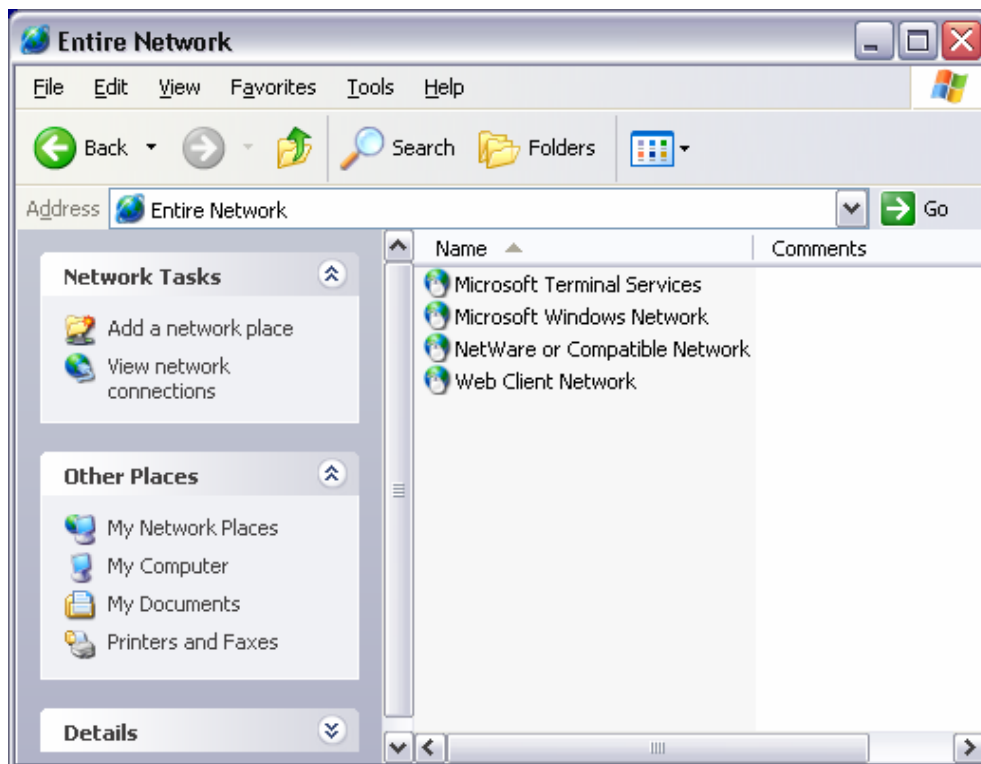 Entire Network
File Edit View Favorites Tools Help
Back Search Folders
Address Entire Network Go
Network Tasks
Add a network place
View network
connections
Other Places
My Network Places
My Computer
My Documents
Printers and Faxes
Details
Name Comments
Microsoft Terminal Services
Microsoft Windows Network
NetWare or Compatible Network
Web Client Network